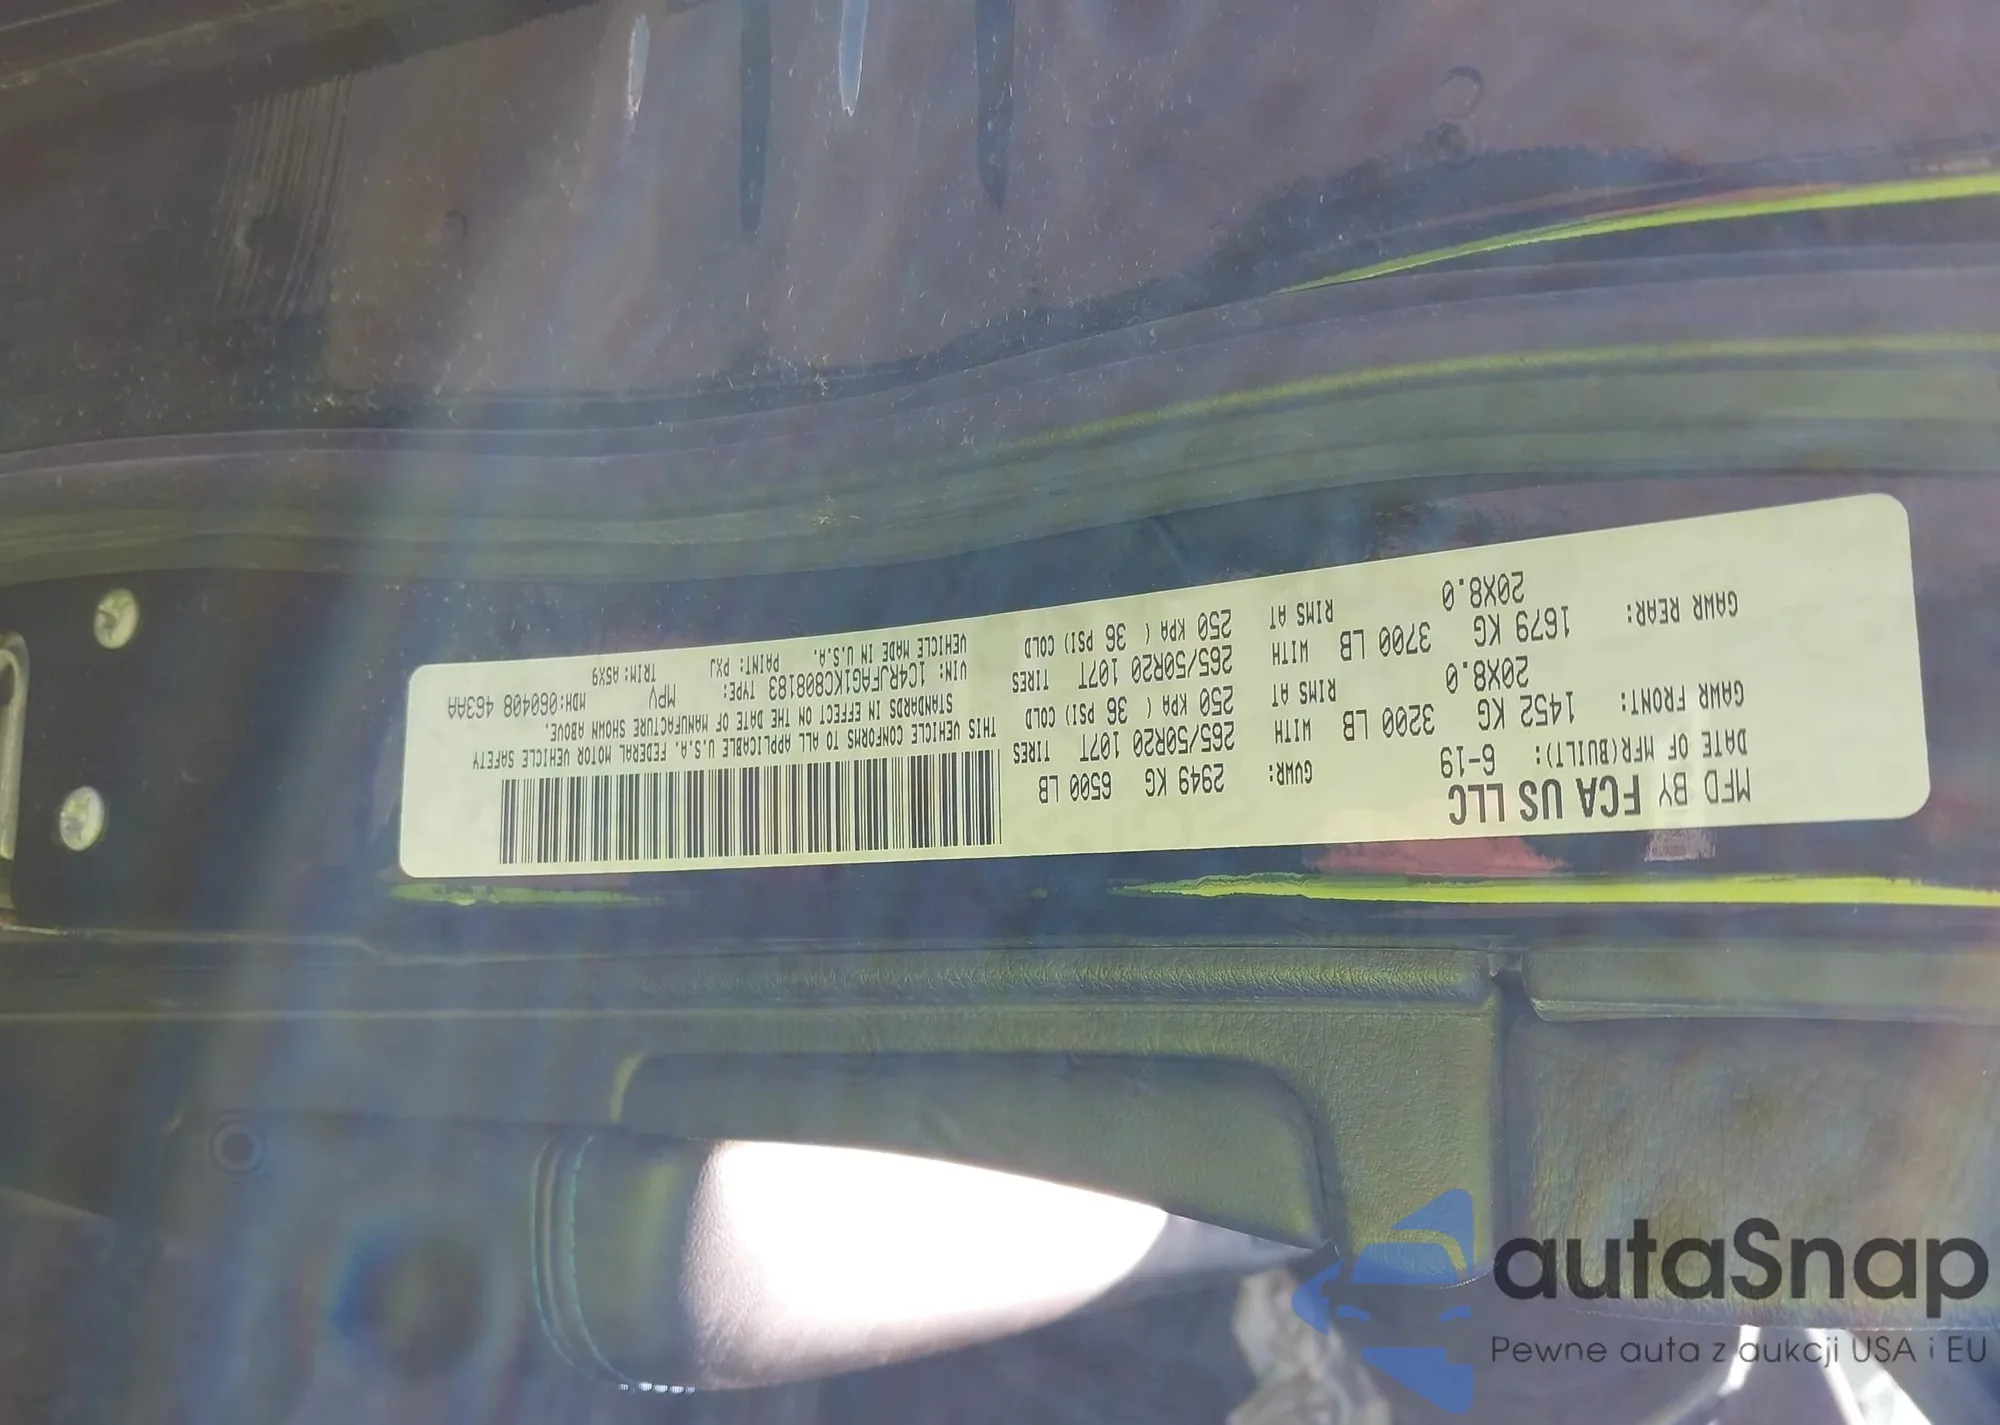 MFD BY FCA US LLC
DATE OF MFR(BUILT): 6-19 GVWR: 2949 KG 6500 LB
GAWR FRONT: 1452 KG 3200 LB WITH 265/50R20 107T TIRES
20X8.0 RIMS AT 250 KPA ( 36 PSI) COLD
GAWR REAR: 1679 KG 3700 LB WITH 265/50R20 107T TIRES
20X8.0 RIMS AT 250 KPA ( 36 PSI) COLD
THIS VEHICLE CONFORMS TO ALL APPLICABLE U.S.A. FEDERAL MOTOR VEHICLE SAFETY
STANDARDS IN EFFECT ON THE DATE OF MANUFACTURE SHOWN ABOVE.
VIN: 1C4RJFAG1KC808183 TYPE: MPV MDH:060408 463AA
VEHICLE MADE IN U.S.A. PAINT: PXJ TRIM: A5X9
autaSnap
Pewne auta z aukcji USA i EU